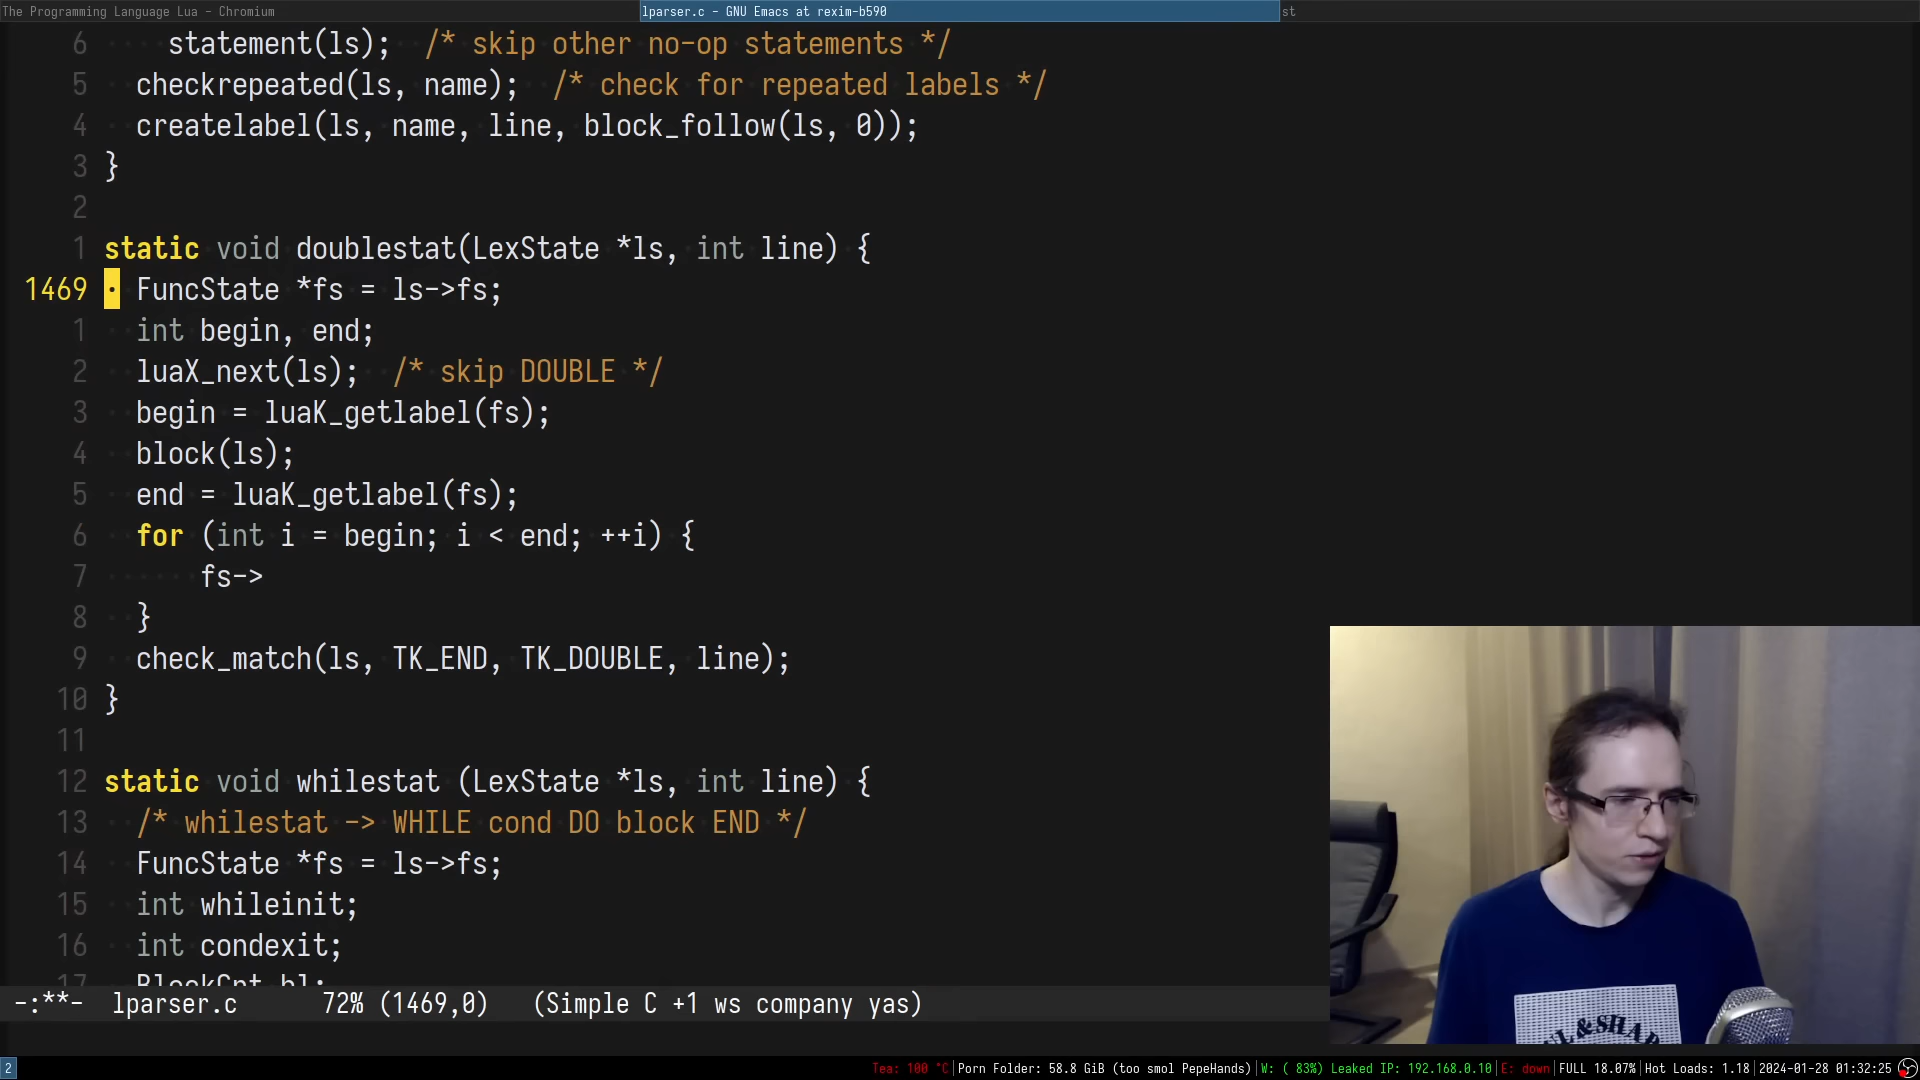 The Programming Language Lua - Chromium
lparser.c - GNU Emacs at rexim-b590
st
6 statement(ls); /* skip other no-op statements */
5 checkrepeated(ls, name); /* check for repeated labels */
4 createlabel(ls, name, line, block_follow(ls, 0));
3 }
2
1 static void doublestat(LexState *ls, int line) {
1469 FuncState *fs = ls->fs;
1 int begin, end;
2 luaX_next(ls); /* skip DOUBLE */
3 begin = luaK_getlabel(fs);
4 block(ls);
5 end = luaK_getlabel(fs);
6 for (int i = begin; i < end; ++i) {
7 fs->
8 }
9 check_match(ls, TK_END, TK_DOUBLE, line);
10 }
11
12 static void whilestat (LexState *ls, int line) {
13 /* whilestat -> WHILE cond DO block END */
14 FuncState *fs = ls->fs;
15 int whileinit;
16 int condexit;
17 BlockCnt bl;
-:**- lparser.c 72% (1469,0) (Simple C +1 ws company yas)
2
Tea: 100 °C|Porn Folder: 58.8 GiB (too smol PepeHands)|W: ( 83%) Leaked IP: 192.168.0.10|E: down|FULL 18.07%|Hot Loads: 1.18|2024-01-28 01:32:25